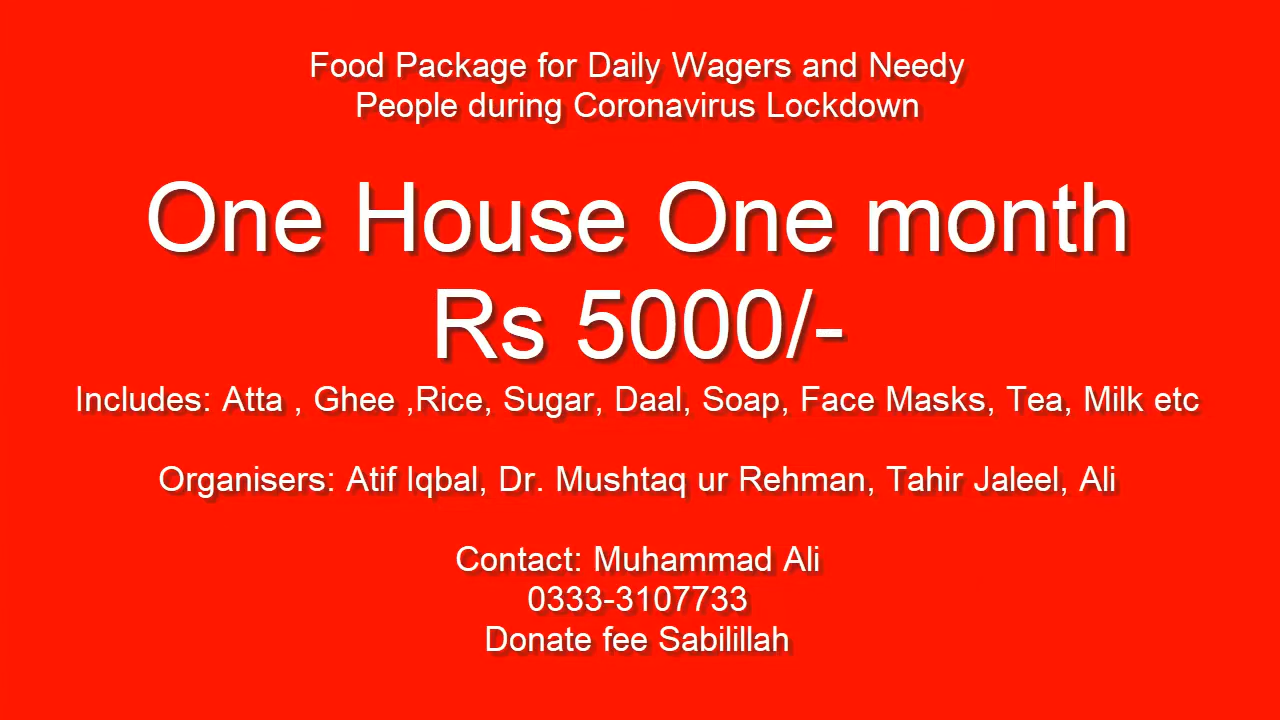 Food Package for Daily Wagers and Needy
People during Coronavirus Lockdown
One House One month
Rs 5000/-
Includes: Atta , Ghee ,Rice, Sugar, Daal, Soap, Face Masks, Tea, Milk etc
Organisers: Atif Iqbal, Dr. Mushtaq ur Rehman, Tahir Jaleel, Ali
Contact: Muhammad Ali
0333-3107733
Donate fee Sabilillah